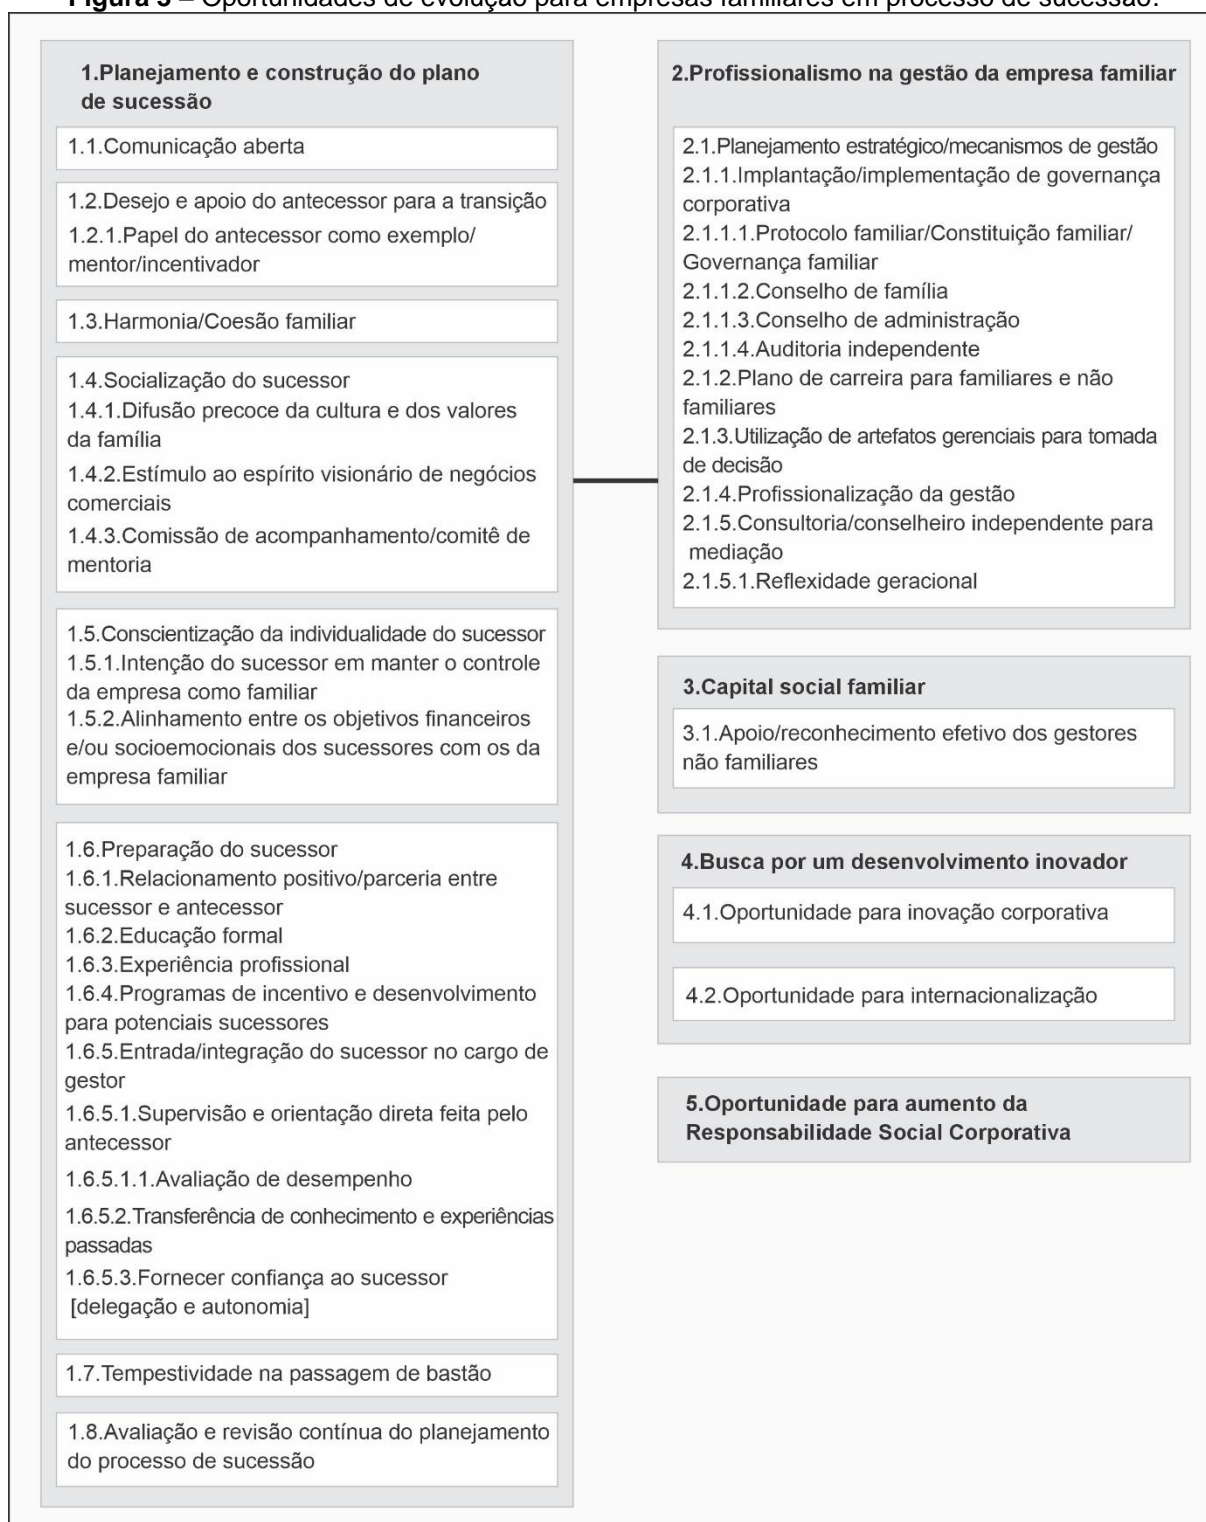 Figura 3 – Oportunidades de evolução para empresas familiares em processo de sucessão.
1.Planejamento e construção do plano
de sucessão
1.1.Comunicação aberta
1.2.Desejo e apoio do antecessor para a transição
1.2.1.Papel do antecessor como exemplo/
mentor/incentivador
1.3.Harmonia/Coesão familiar
1.4.Socialização do sucessor
1.4.1.Difusão precoce da cultura e dos valores
da família
1.4.2.Estímulo ao espírito visionário de negócios
comerciais
1.4.3.Comissão de acompanhamento/comitê de
mentoria
1.5.Conscientização da individualidade do sucessor
1.5.1.Intenção do sucessor em manter o controle
da empresa como familiar
1.5.2.Alinhamento entre os objetivos financeiros
e/ou socioemocionais dos sucessores com os da
empresa familiar
1.6.Preparação do sucessor
1.6.1.Relacionamento positivo/parceria entre
sucessor e antecessor
1.6.2.Educação formal
1.6.3.Experiência profissional
1.6.4.Programas de incentivo e desenvolvimento
para potenciais sucessores
1.6.5.Entrada/integração do sucessor no cargo de
gestor
1.6.5.1.Supervisão e orientação direta feita pelo
antecessor
1.6.5.1.1.Avaliação de desempenho
1.6.5.2.Transferência de conhecimento e experiências
passadas
1.6.5.3.Fornecer confiança ao sucessor
[delegação e autonomia]
1.7.Tempestividade na passagem de bastão
1.8.Avaliação e revisão contínua do planejamento
do processo de sucessão
2.Profissionalismo na gestão da empresa familiar
2.1.Planejamento estratégico/mecanismos de gestão
2.1.1.Implantação/implementação de governança
corporativa
2.1.1.1.Protocolo familiar/Constituição familiar/
Governança familiar
2.1.1.2.Conselho de família
2.1.1.3.Conselho de administração
2.1.1.4.Auditoria independente
2.1.2.Plano de carreira para familiares e não
familiares
2.1.3.Utilização de artefatos gerenciais para tomada
de decisão
2.1.4.Profissionalização da gestão
2.1.5.Consultoria/conselheiro independente para
mediação
2.1.5.1.Reflexidade geracional
3.Capital social familiar
3.1.Apoio/reconhecimento efetivo dos gestores
não familiares
4.Busca por um desenvolvimento inovador
4.1.Oportunidade para inovação corporativa
4.2.Oportunidade para internacionalização
5.Oportunidade para aumento da
Responsabilidade Social Corporativa